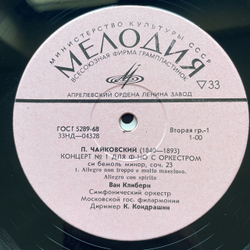 МИНИСТЕРСТВО КУЛЬТУРЫ СССР
МЕЛОДИЯ
ВСЕСОЮЗНАЯ ФИРМА ГРАМПЛАСТИНОК
АПРЕЛЕВСКИЙ ОРДЕНА ЛЕНИНА ЗАВОД
33
ГОСТ 5289-68
33НД—04328
Вторая гр.-1
1-00
П. ЧАЙКОВСКИЙ (1840—1893)
КОНЦЕРТ № 1 ДЛЯ Ф-НО С ОРКЕСТРОМ
си бемоль минор, соч. 23
1. Allegro non troppo e molto maestoso.
Allegro con spirito
Ван Клиберн
Симфонический оркестр
Московской гос. филармонии
Дирижер К. Кондрашин